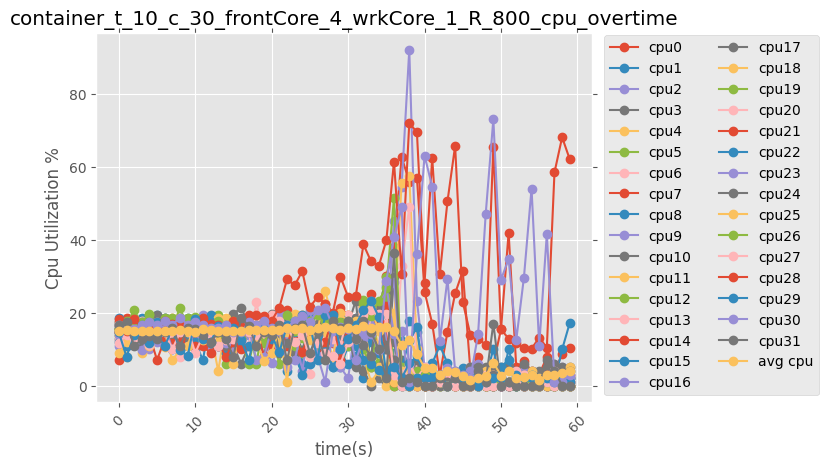 container_t_10_c_30_frontCore_4_wrkCore_1_R_800_cpu_overtime
Cpu Utilization %
80
60
40
20
0
0
10
20
30
40
50
60
time(s)
cpu0
cpu1
cpu2
cpu3
cpu4
cpu5
cpu6
cpu7
cpu8
cpu9
cpu10
cpu11
cpu12
cpu13
cpu14
cpu15
cpu16
cpu17
cpu18
cpu19
cpu20
cpu21
cpu22
cpu23
cpu24
cpu25
cpu26
cpu27
cpu28
cpu29
cpu30
cpu31
avg cpu